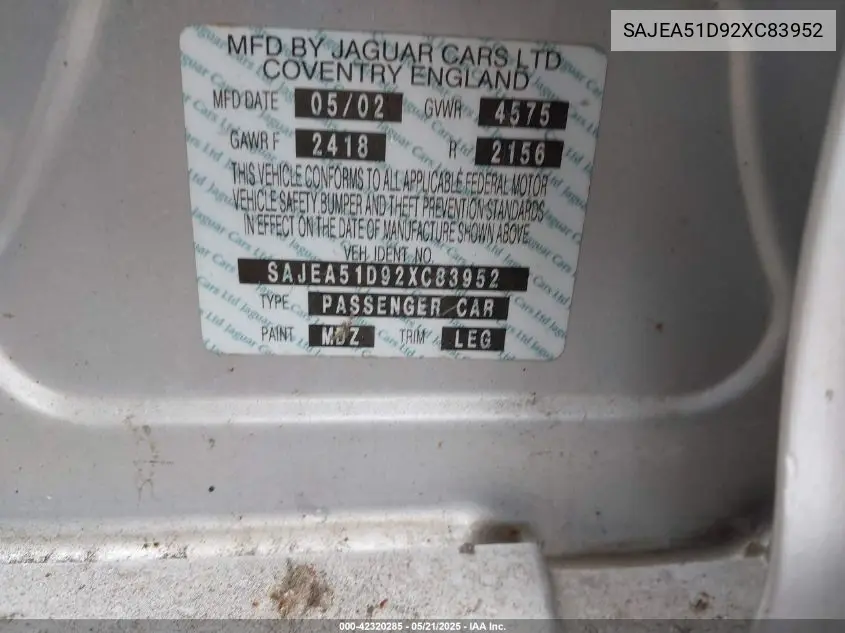 SAJEA51D92XC83952
MFD BY JAGUAR CARS LTD
COVENTRY ENGLAND
MFD DATE 05/02 GVWR 4575
GAWR F 2418 R 2156
THIS VEHICLE CONFORMS TO ALL APPLICABLE FEDERAL MOTOR
VEHICLE SAFETY BUMPER AND THEFT PREVENTION STANDARDS
IN EFFECT ON THE DATE OF MANUFACTURE SHOWN ABOVE
VEH. IDENT NO.
SAJEA51D92XC83952
TYPE PASSENGER CAR
PAINT TRIM LEG
000-42320285 - 05/21/2025 - IAA Inc.